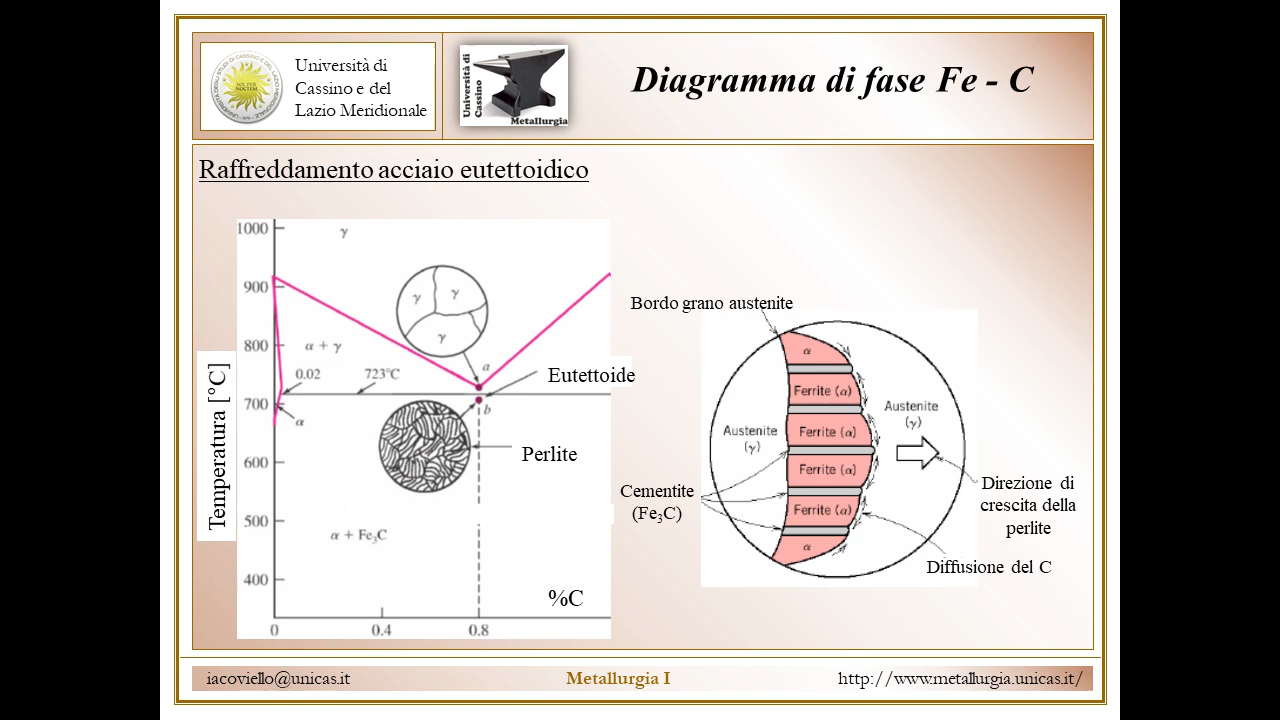 Università di
Cassino e del
Lazio Meridionale
Università di
Cassino
Metallurgia
Diagramma di fase Fe - C
Raffreddamento acciaio eutettoidico
1000
900
800
700
600
500
400
Temperatura [°C]
γ
γ
γ
γ
α + γ
0.02
723°C
α
a
b
Eutettoide
Perlite
α + Fe₃C
%C
0
0.4
0.8
Bordo grano austenite
α
Ferrite (α)
Ferrite (α)
Ferrite (α)
Ferrite (α)
α
Austenite
(γ)
Austenite
(γ)
Cementite
(Fe₃C)
Direzione di
crescita della
perlite
Diffusione del C
iacoviello@unicas.it
Metallurgia I
http://www.metallurgia.unicas.it/